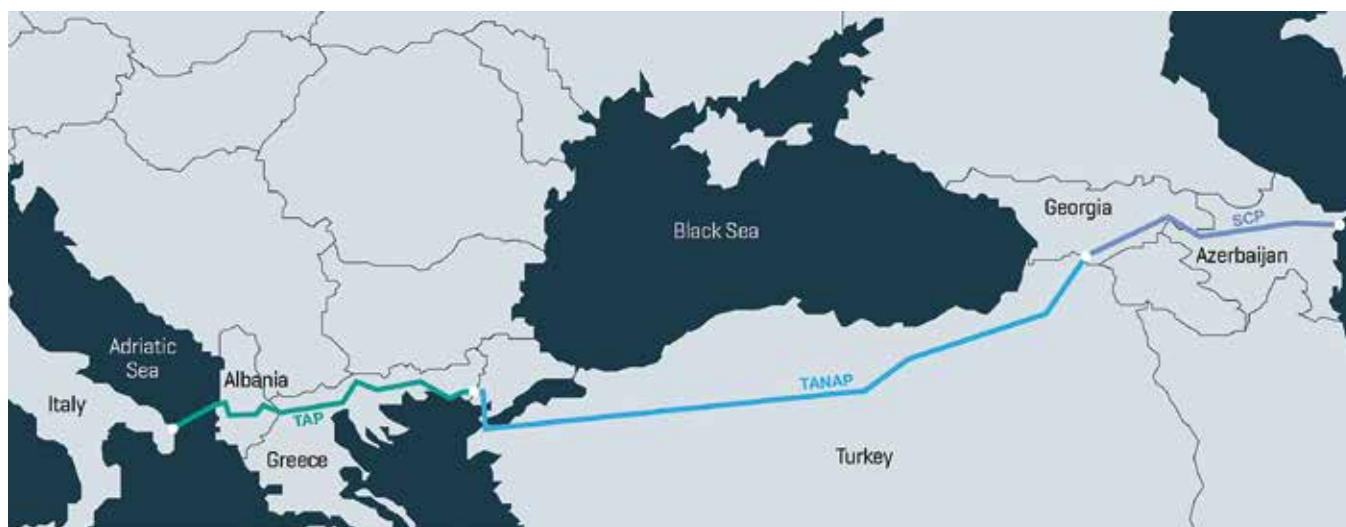 Georgia
SCP
Black Sea
Azerbaijan
Adriatic
Sea
Albania
TANAP
Italy
TAP
Greece
Turkey